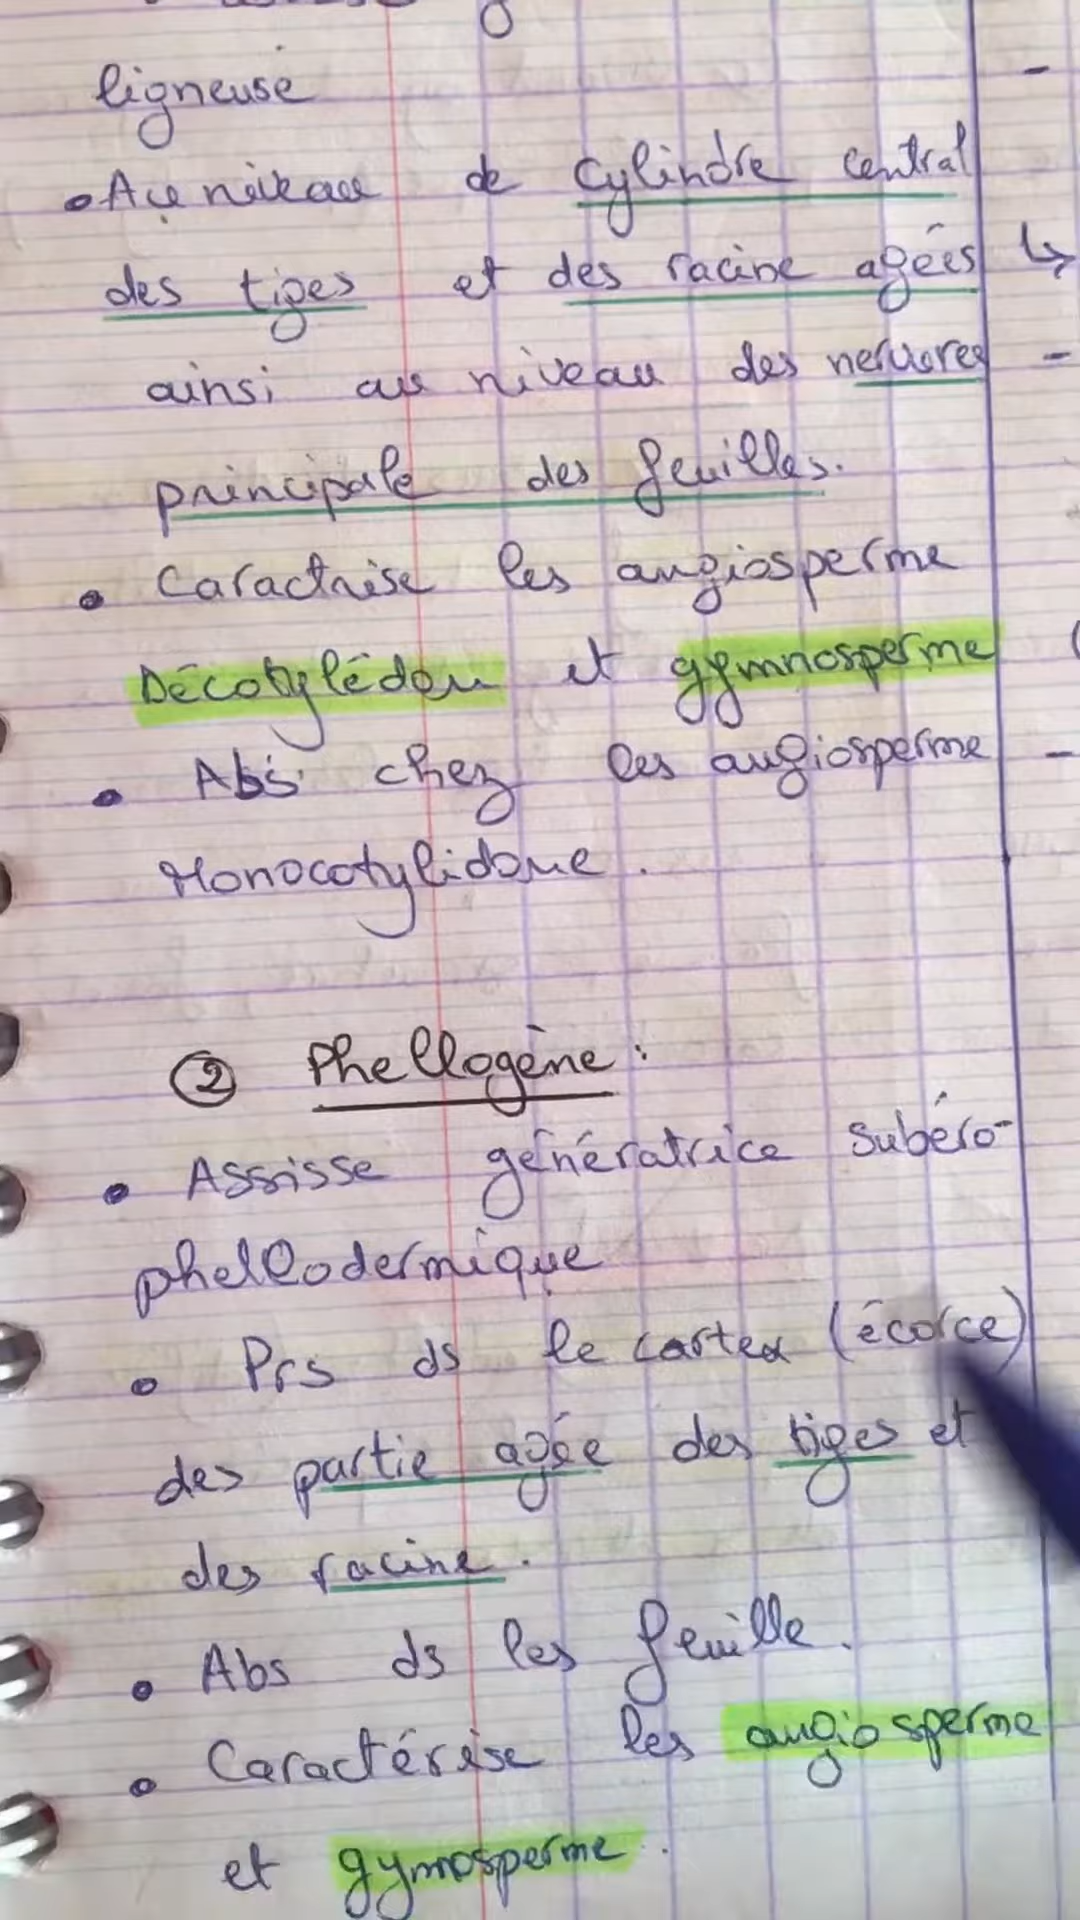 ligneuse
• Au niveau de cylindre central
des tiges et des racine agées
ainsi au niveau des nervures
principale des feuilles.
• Caractrise les angiosperme
Décotylédon et gymnosperme
• Abs chez les angiosperme
Monocotylidone.
② Phellogène :
• Assisse génératrice subéro-
phellodermique
• Prs ds le cortex (écorce)
des partie agée des tiges et
des racine.
• Abs ds les feuille.
• Caractérise les angiosperme
et gymosperme.